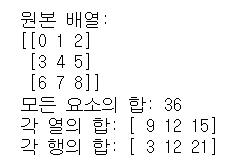 원본 배열:
[[0 1 2]
 [3 4 5]
 [6 7 8]]
모든 요소의 합: 36
각 열의 합: [ 9 12 15]
각 행의 합: [ 3 12 21]